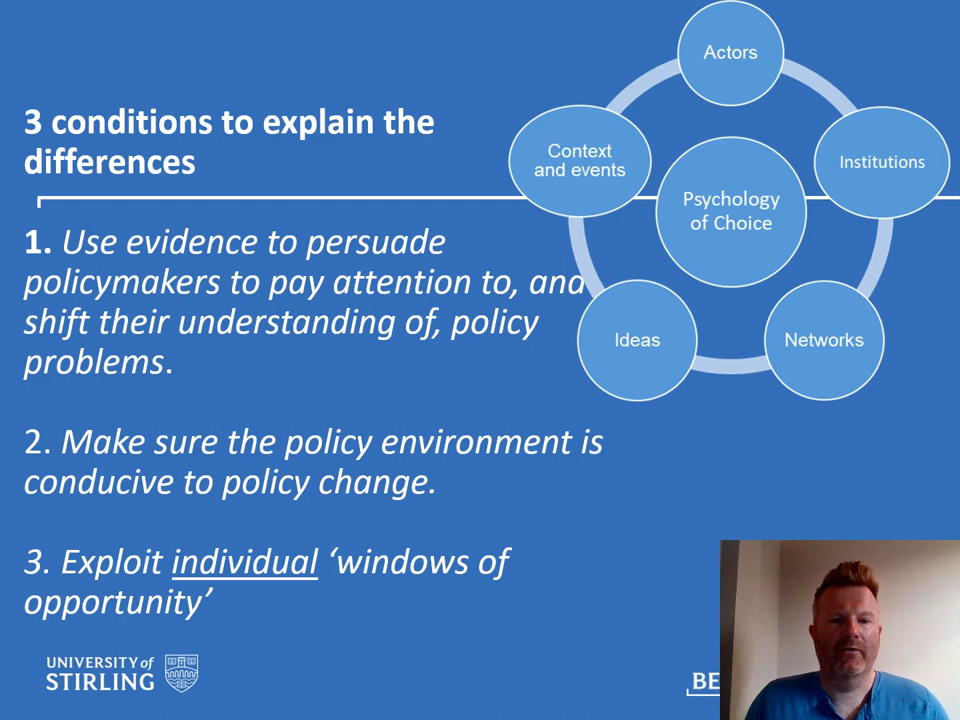 3 conditions to explain the
differences
1. Use evidence to persuade
policymakers to pay attention to, and
shift their understanding of, policy
problems.
2. Make sure the policy environment is
conducive to policy change.
3. Exploit individual ‘windows of
opportunity’
Actors
Context
and events
Institutions
Psychology
of Choice
Ideas
Networks
UNIVERSITY of
STIRLING
BE